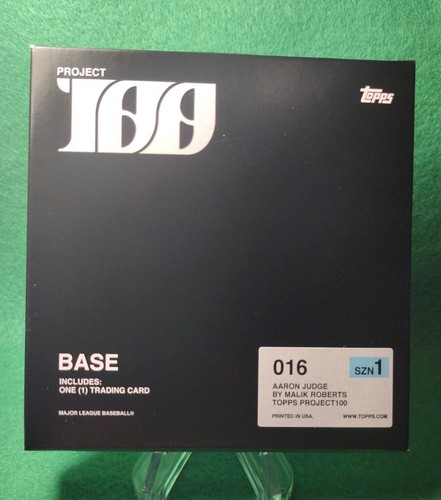 PROJECT
100
Topps
BASE
INCLUDES:
ONE (1) TRADING CARD
MAJOR LEAGUE BASEBALL®
016
SZN 1
AARON JUDGE
BY MALIK ROBERTS
TOPPS PROJECT100
PRINTED IN USA.
WWW.TOPPS.COM